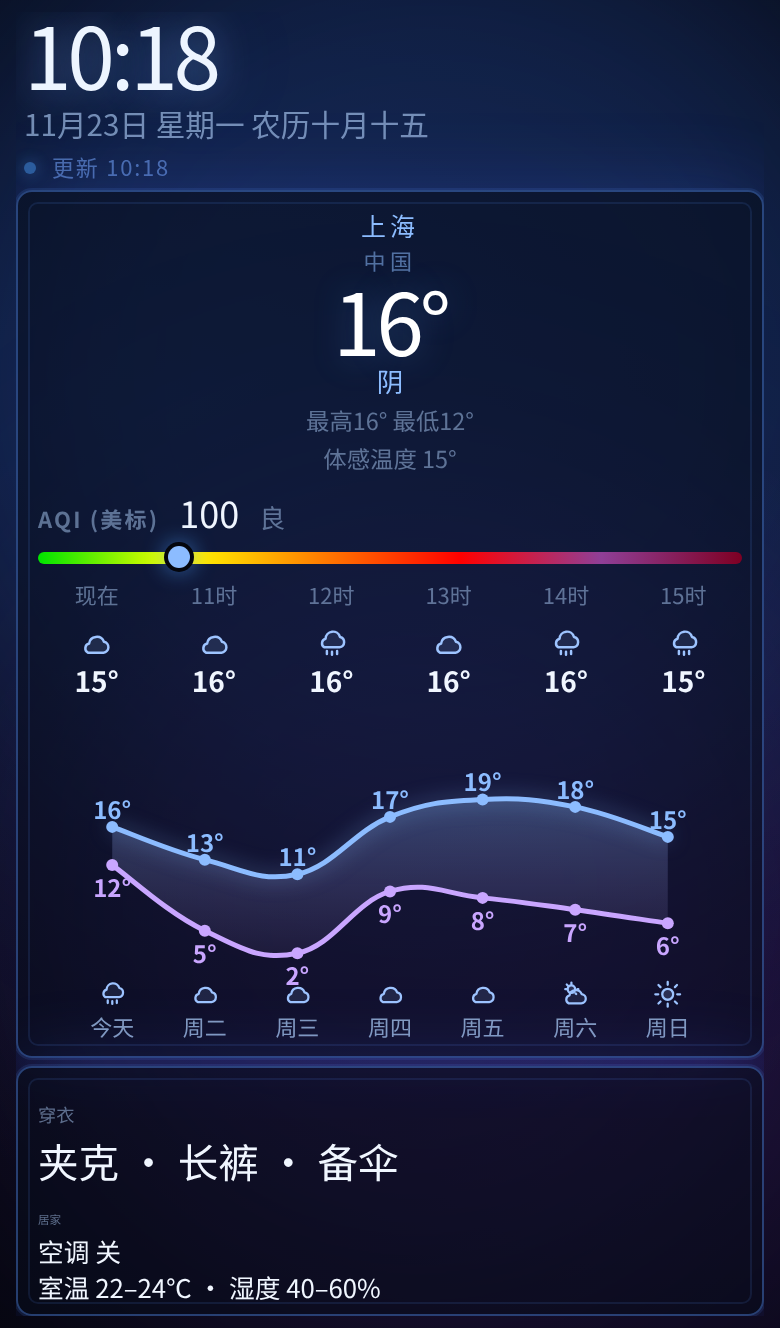 10:18
11月23日 星期一 农历十月十五
更新 10:18
上海
中国
16°
阴
最高16° 最低12°
体感温度 15°
AQI (美标) 100 良
现在 11时 12时 13时 14时 15时
15° 16° 16° 16° 16° 15°
16° 13° 11° 17° 19° 18° 15°
12° 5° 2° 9° 8° 7° 6°
今天 周二 周三 周四 周五 周六 周日
穿衣
夹克 · 长裤 · 备伞
居家
空调 关
室温 22–24°C · 湿度 40–60%